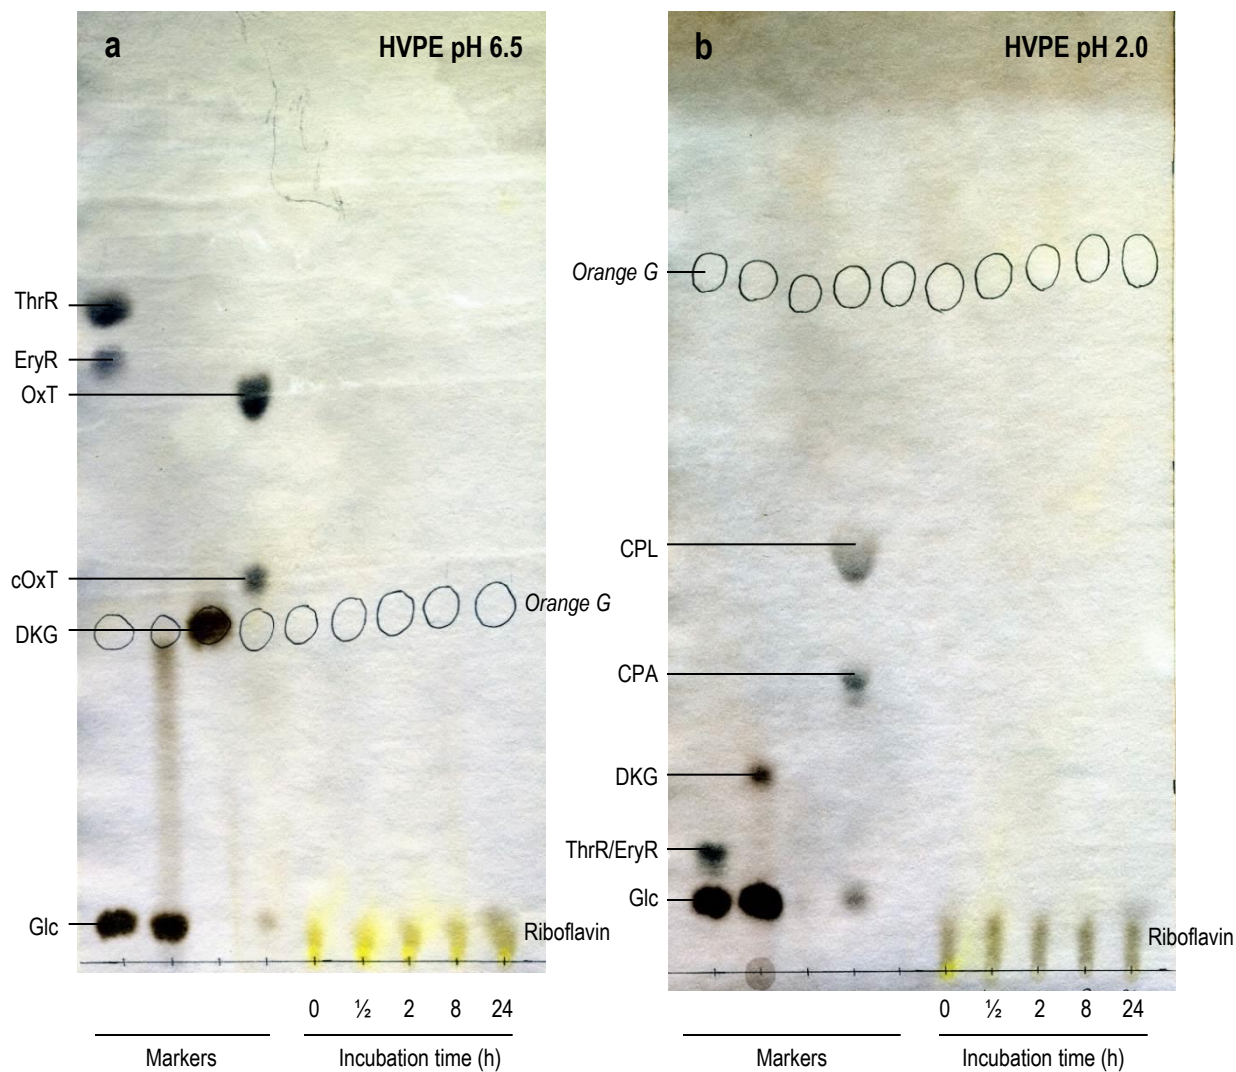 a
HVPE pH 6.5
ThrR
EryR
OxT
cOxT
DKG
Orange G
Glc
Riboflavin
0 ½ 2 8 24
Markers
Incubation time (h)
b
HVPE pH 2.0
Orange G
CPL
CPA
DKG
ThrR/EryR
Glc
Riboflavin
0 ½ 2 8 24
Markers
Incubation time (h)